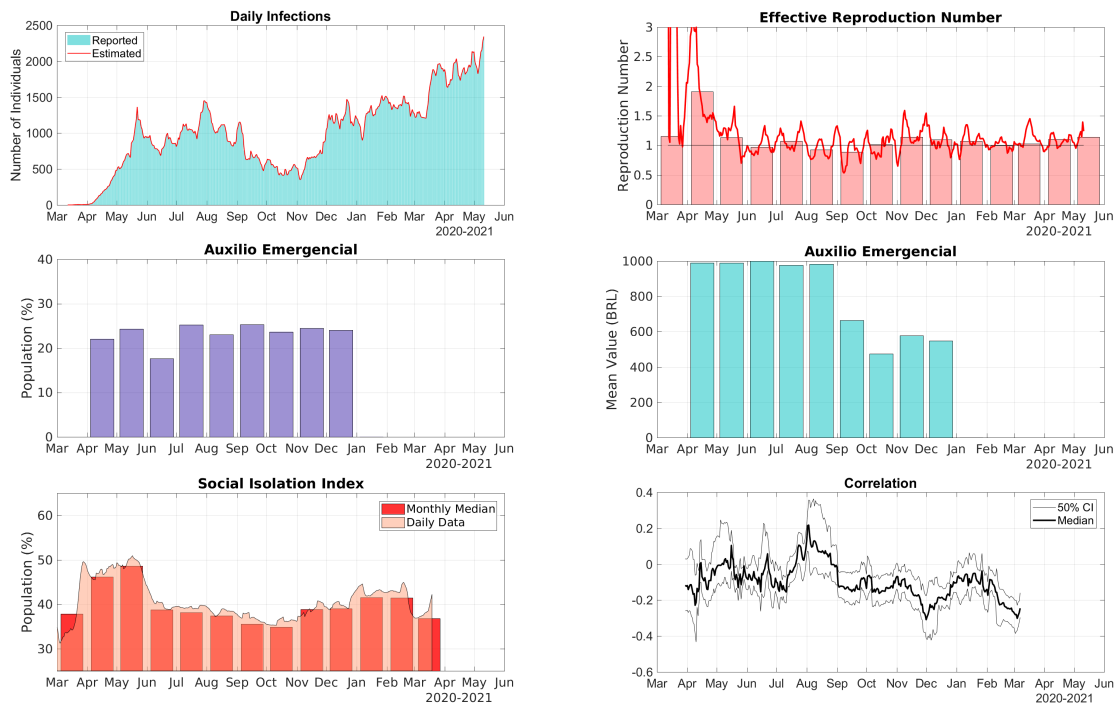 Daily Infections
Number of Individuals
2500
2000
1500
1000
500
0
Reported
Estimated
Mar Apr May Jun Jul Aug Sep Oct Nov Dec Jan Feb Mar Apr May Jun
2020-2021
Effective Reproduction Number
Reproduction Number
3
2.5
2
1.5
1
0.5
0
Mar Apr May Jun Jul Aug Sep Oct Nov Dec Jan Feb Mar Apr May Jun
2020-2021
Auxilio Emergencial
Population (%)
40
30
20
10
0
Mar Apr May Jun Jul Aug Sep Oct Nov Dec Jan Feb Mar Apr May Jun
2020-2021
Auxilio Emergencial
Mean Value (BRL)
1000
800
600
400
200
0
Mar Apr May Jun Jul Aug Sep Oct Nov Dec Jan Feb Mar Apr May Jun
2020-2021
Social Isolation Index
Population (%)
60
50
40
30
Monthly Median
Daily Data
Mar Apr May Jun Jul Aug Sep Oct Nov Dec Jan Feb Mar Apr May Jun
2020-2021
Correlation
0.4
0.2
0
-0.2
-0.4
-0.6
50% CI
Median
Mar Apr May Jun Jul Aug Sep Oct Nov Dec Jan Feb Mar Apr May Jun
2020-2021